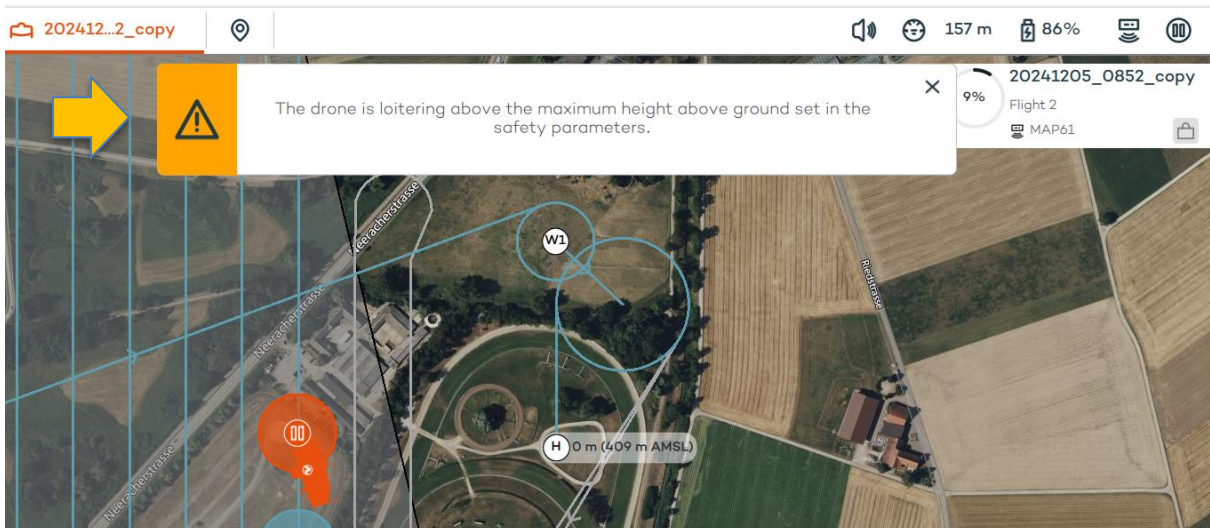 202412...2_copy
157 m
86%
The drone is loitering above the maximum height above ground set in the
safety parameters.
9%
20241205_0852_copy
Flight 2
MAP61
Neeracherstrasse
W1
Riedstrasse
Neeracherstrasse
H 0 m (409 m AMSL)
Neeracherstrasse